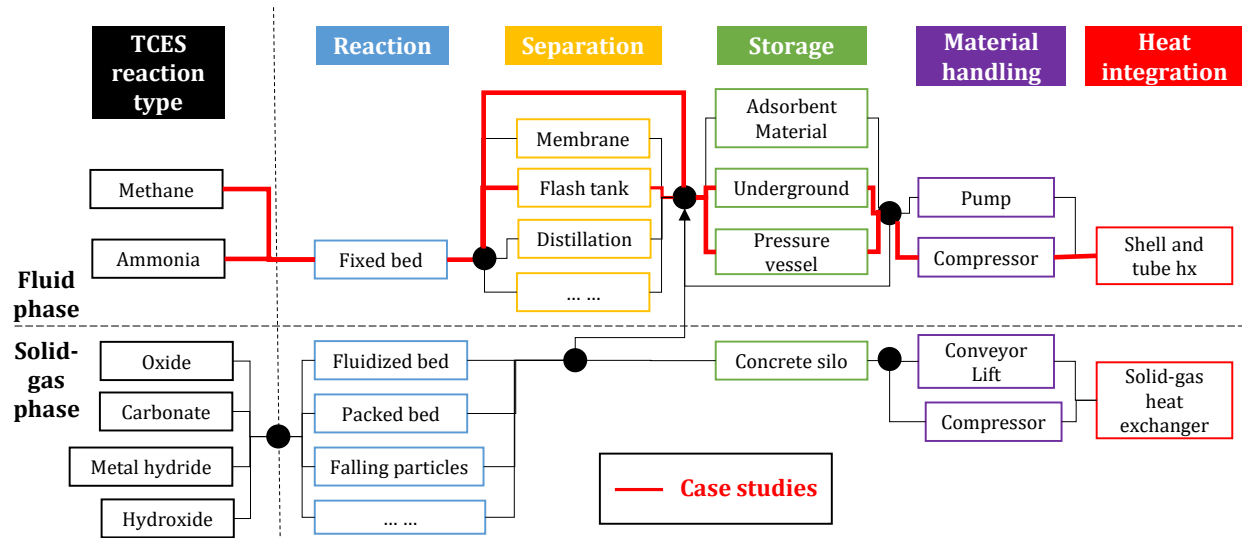 TCES
reaction
type
Reaction
Separation
Storage
Material
handling
Heat
integration
Methane
Ammonia
Fixed bed
Membrane
Flash tank
Distillation
... ...
Adsorbent
Material
Underground
Pressure
vessel
Pump
Compressor
Shell and
tube hx
Fluid
phase
Solid-
gas
phase
Oxide
Carbonate
Metal hydride
Hydroxide
Fluidized bed
Packed bed
Falling particles
... ...
Concrete silo
Conveyor
Lift
Compressor
Solid-gas
heat
exchanger
Case studies